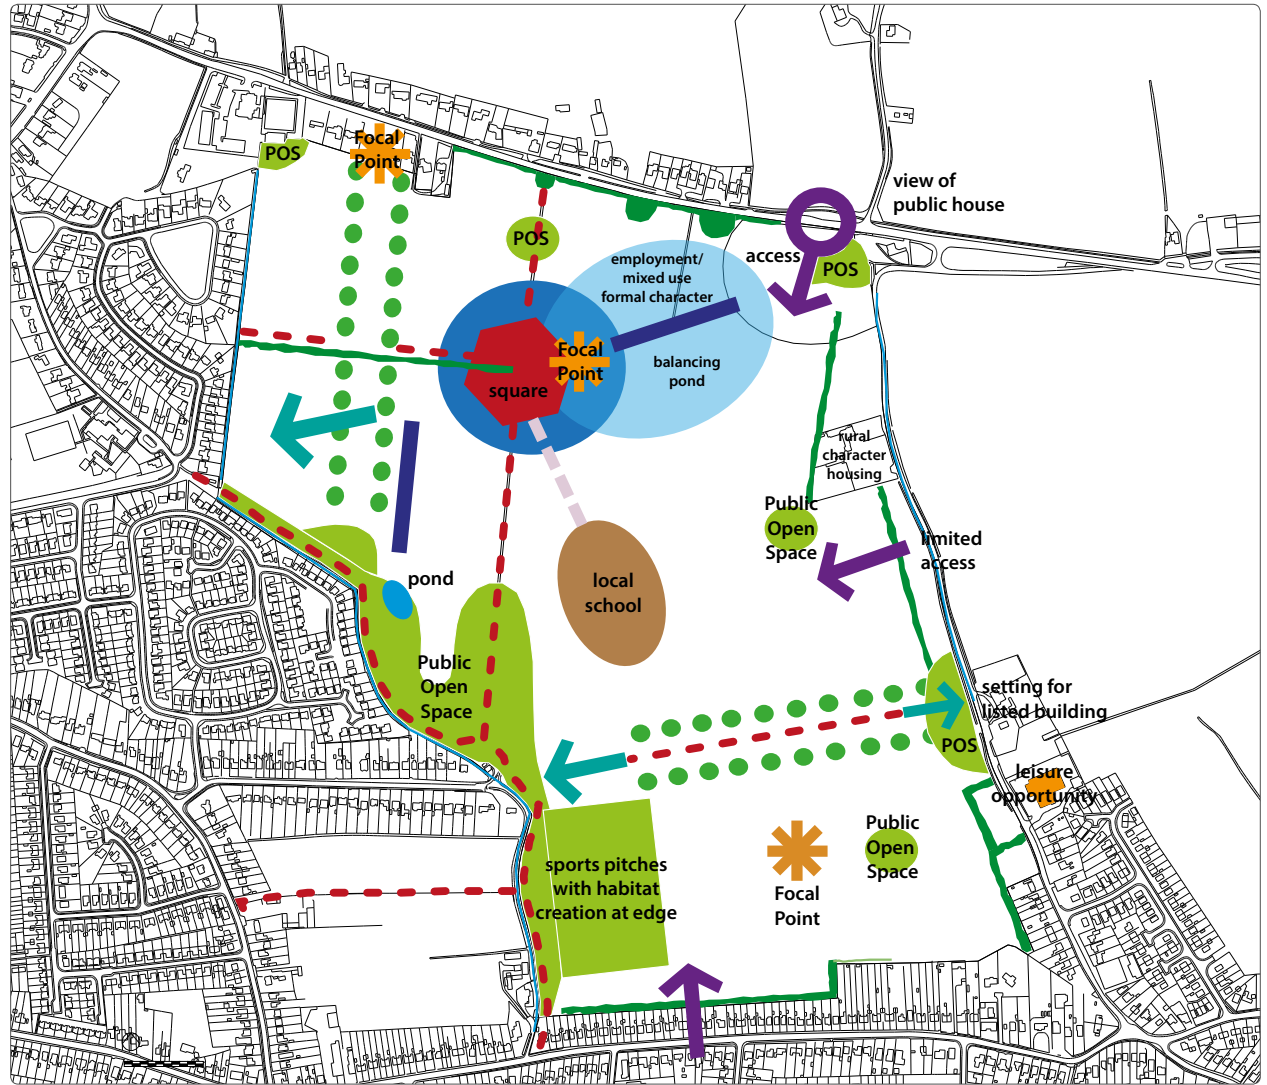 Focal
Point
POS
view of
public house
POS
access
POS
employment/
mixed use
formal character
Focal
Point
balancing
pond
square
rural
character
housing
Public
Open
Space
limited
access
pond
local
school
Public
Open
Space
setting for
listed building
POS
leisure
opportunity
Public
Open
Space
sports pitches
with habitat
creation at edge
Focal
Point